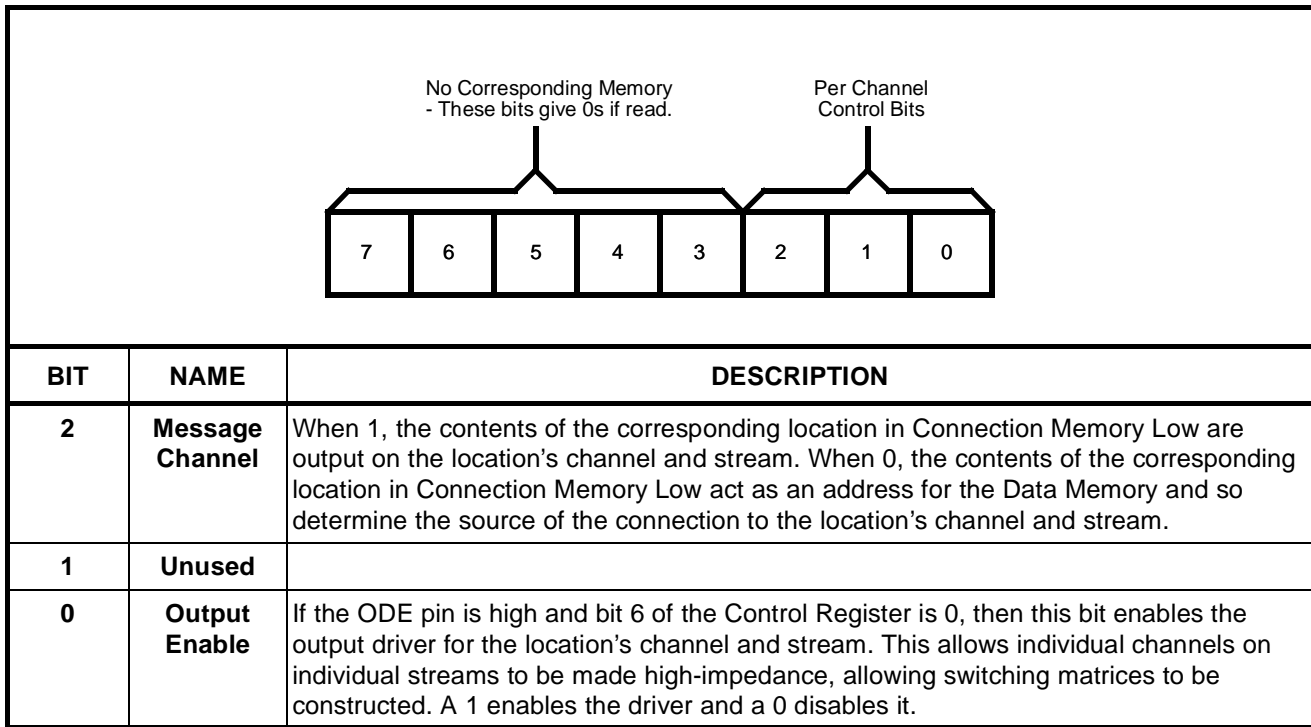 No Corresponding Memory
- These bits give 0s if read.
Per Channel
Control Bits
7 6 5 4 3 2 1 0
BIT NAME DESCRIPTION
2 Message Channel When 1, the contents of the corresponding location in Connection Memory Low are
output on the location's channel and stream. When 0, the contents of the corresponding
location in Connection Memory Low act as an address for the Data Memory and so
determine the source of the connection to the location's channel and stream.
1 Unused
0 Output Enable If the ODE pin is high and bit 6 of the Control Register is 0, then this bit enables the
output driver for the location's channel and stream. This allows individual channels on
individual streams to be made high-impedance, allowing switching matrices to be
constructed. A 1 enables the driver and a 0 disables it.